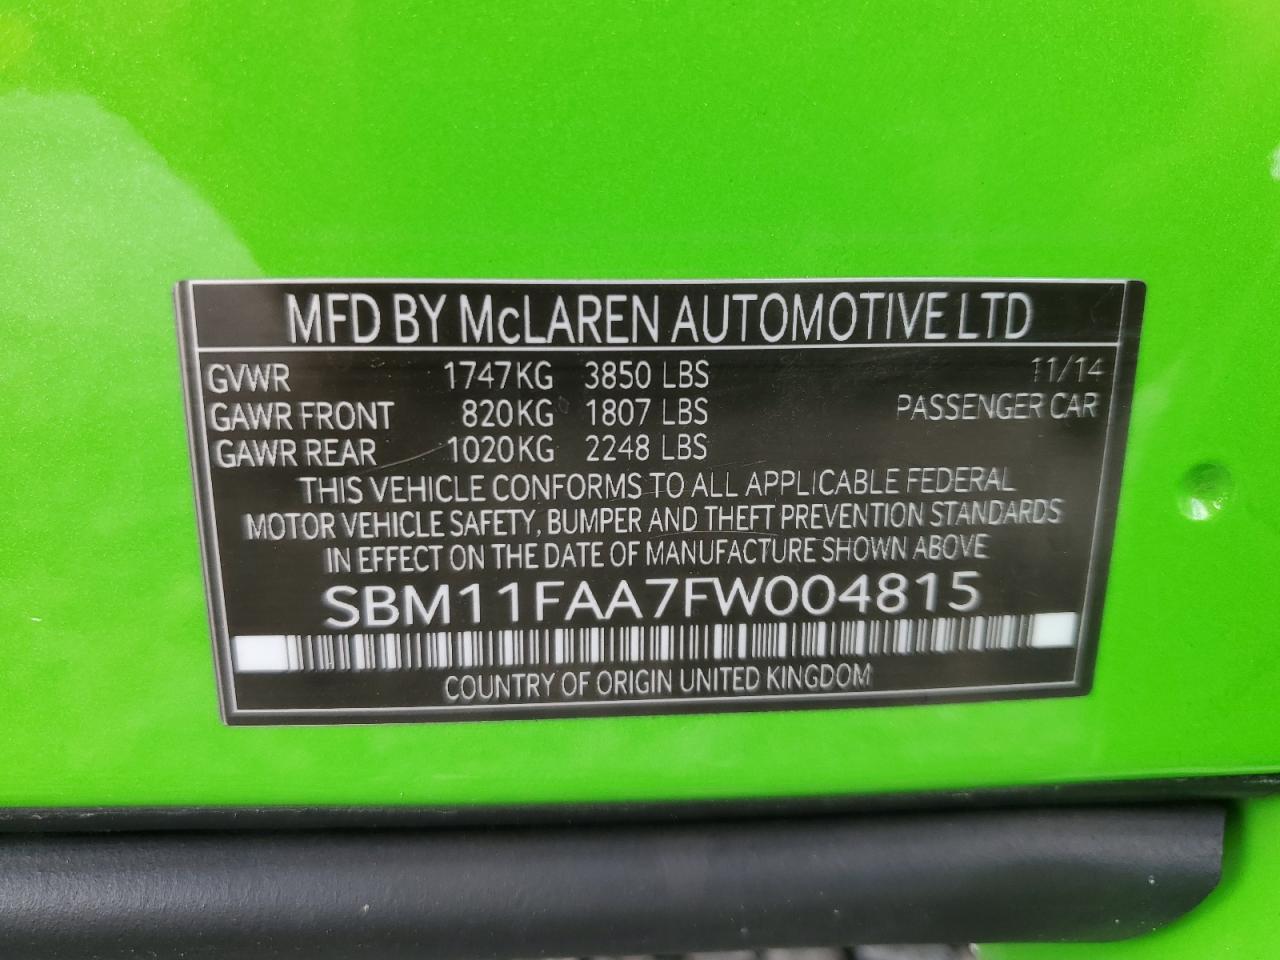 MFD BY McLAREN AUTOMOTIVE LTD
GVWR 1747KG 3850 LBS 11/14
GAWR FRONT 820KG 1807 LBS PASSENGER CAR
GAWR REAR 1020KG 2248 LBS
THIS VEHICLE CONFORMS TO ALL APPLICABLE FEDERAL
MOTOR VEHICLE SAFETY, BUMPER AND THEFT PREVENTION STANDARDS
IN EFFECT ON THE DATE OF MANUFACTURE SHOWN ABOVE
SBM11FAA7FW004815
COUNTRY OF ORIGIN UNITED KINGDOM